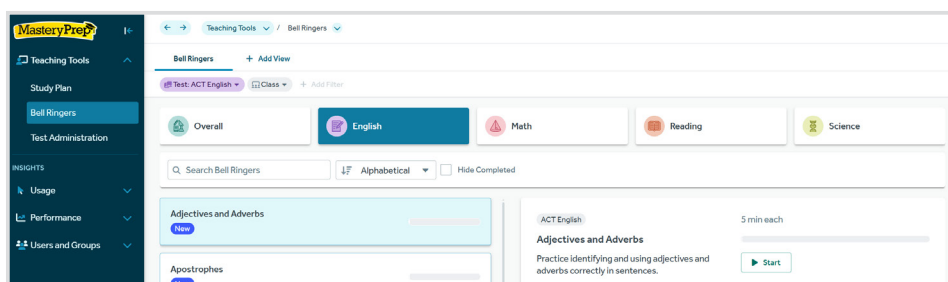 MasteryPrep
Teaching Tools / Bell Ringers
Teaching Tools
Study Plan
Bell Ringers
Test Administration
INSIGHTS
Usage
Performance
Users and Groups
Bell Ringers + Add View
Test: ACT English Class + Add Filter
Overall English Math Reading Science
Search Bell Ringers Alphabetical Hide Completed
Adjectives and Adverbs
New
Apostrophes
New
ACT English 5 min each
Adjectives and Adverbs
Practice identifying and using adjectives and
adverbs correctly in sentences.
Start